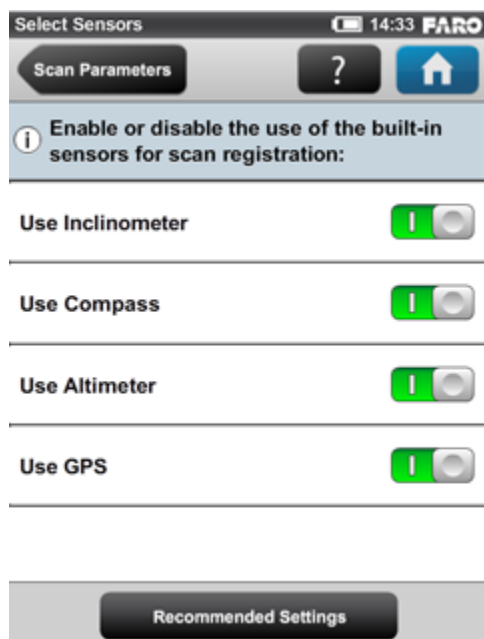 Select Sensors 14:33 FARO
Scan Parameters ?
Enable or disable the use of the built-in
sensors for scan registration:
Use Inclinometer
Use Compass
Use Altimeter
Use GPS
Recommended Settings